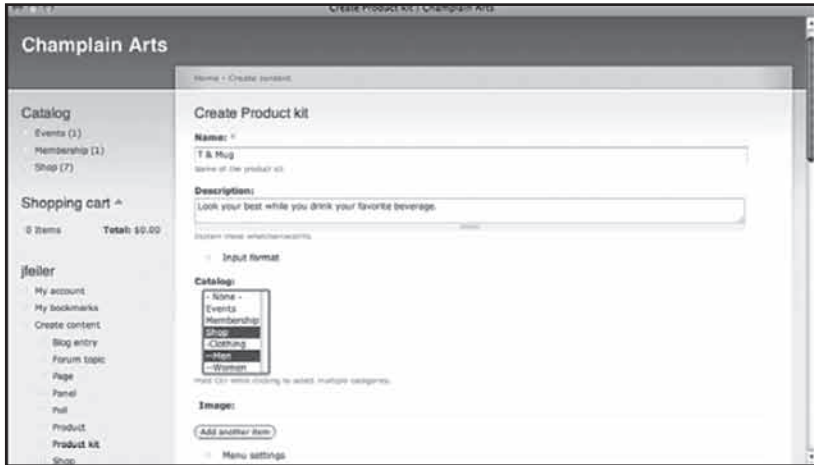 Create Product kit | Champlain Arts
Champlain Arts
Home › Create content
Catalog
Events (1)
Membership (1)
Shop (7)
Shopping cart
0 Items Total: $0.00
jfeiler
My account
My bookmarks
Create content
Blog entry
Forum topic
Page
Panel
Poll
Product
Product kit
Shop
Create Product kit
Name: *
T & Mug
Name of the product kit
Description:
Look your best while you drink your favorite beverage.
Input format
Catalog:
- None -
Events
Membership
Shop
-Clothing
--Men
--Women
Hold Ctrl while clicking to select multiple categories.
Image:
Add another item
Menu settings